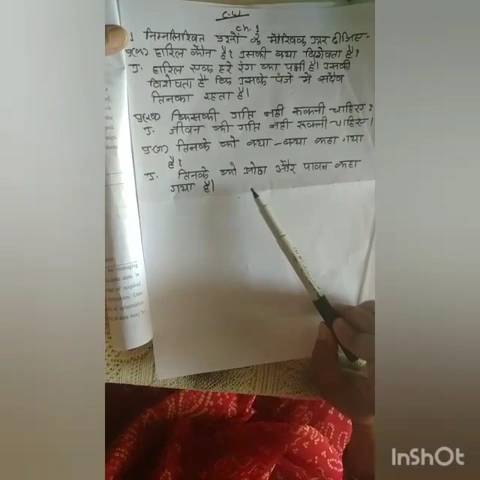 C.W
Ch. 1
1 निम्नलिखित प्रश्नों के मौखिक उत्तर दीजिए-
प्र(क) हारिल कौन है? उसकी क्या विशेषता है?
उ. हारिल एक हरे रंग का पक्षी है। उसकी
विशेषता है कि उसके पंजे में सदैव
तिनका रहता है।
प्र(ख) किसकी गति नही रूकनी चाहिए?
उ. जीवन की गति नही रूकनी चाहिए।
प्र(ग) तिनके को क्या-क्या कहा गया
है?
उ. तिनके को ओछा और पावन कहा
गया है।
InShOt